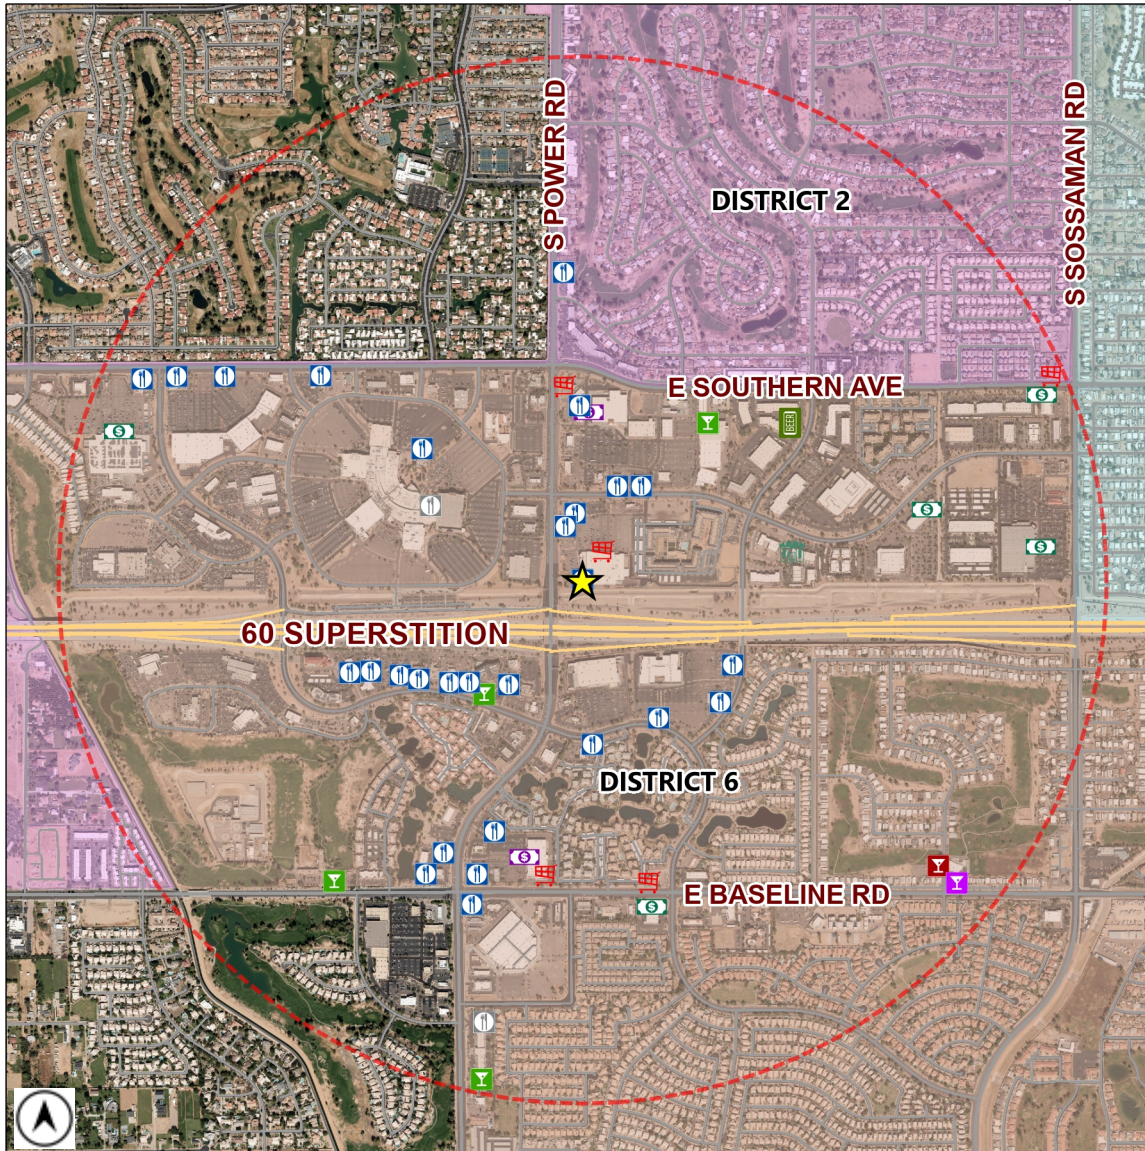 S POWER RD
S SOSSAMAN RD
DISTRICT 2
E SOUTHERN AVE
$
$
$
BEER
$
$
60 SUPERSTITION
DISTRICT 6
$
E BASELINE RD
$